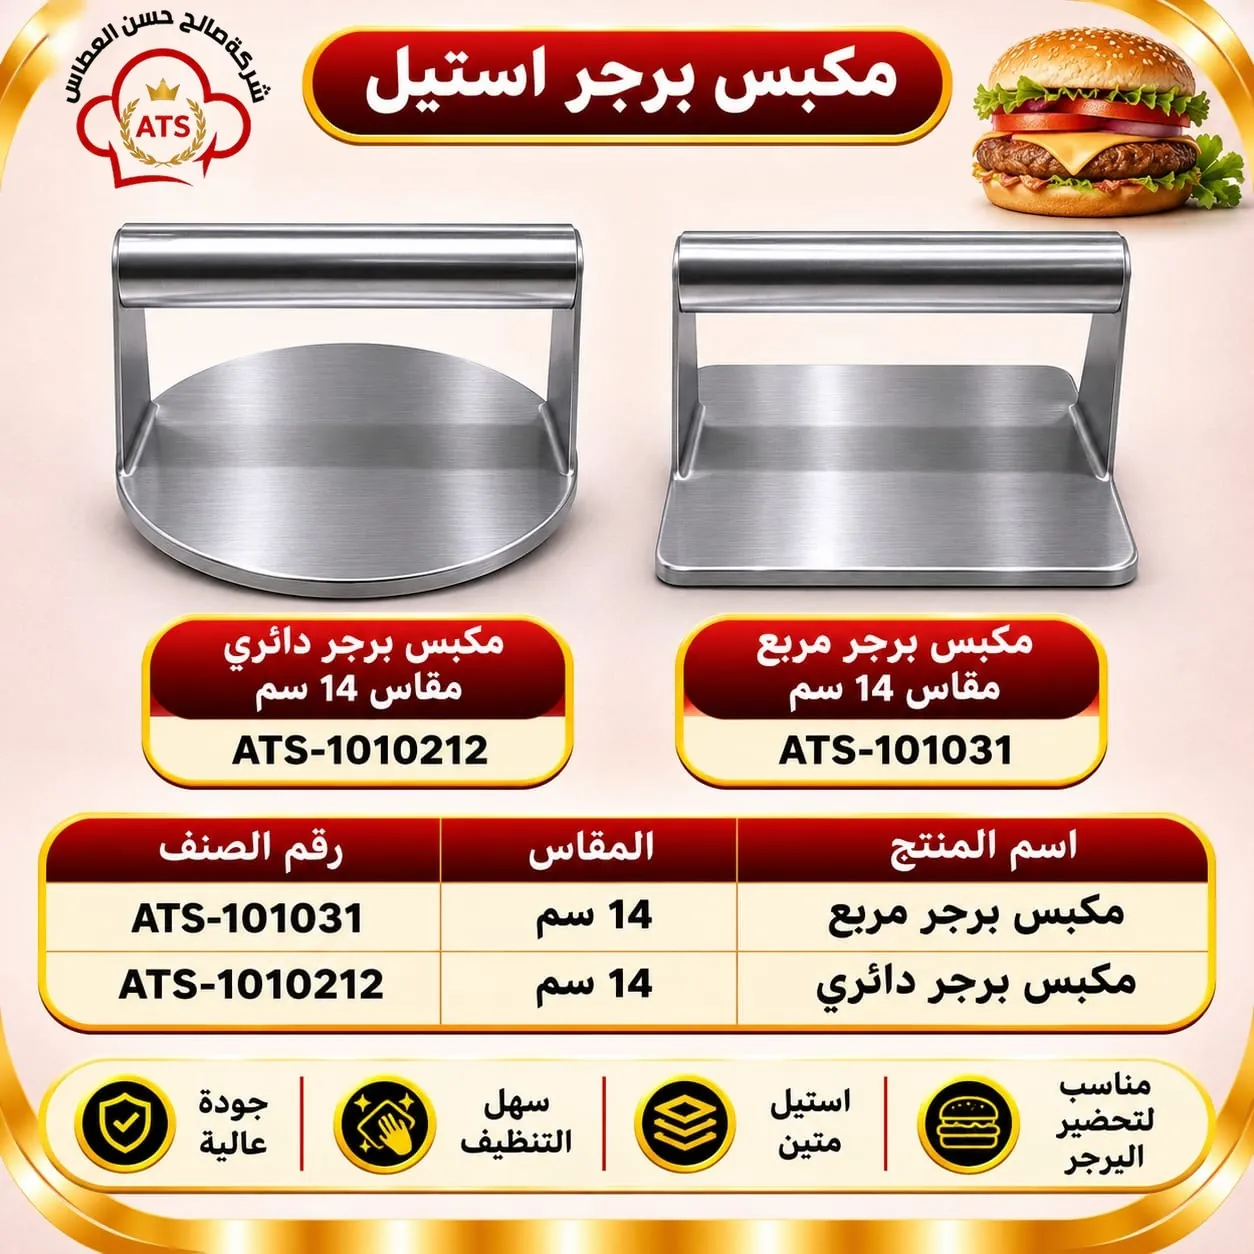 شركة صالح حسن العطاس
ATS
مكبس برجر استيل
مكبس برجر دائري
مقاس 14 سم
ATS-1010212
مكبس برجر مربع
مقاس 14 سم
ATS-101031
اسم المنتج المقاس رقم الصنف
مكبس برجر مربع 14 سم ATS-101031
مكبس برجر دائري 14 سم ATS-1010212
مناسب
لتحضير
اليرجر
استيل
متين
سهل
التنظيف
جودة
عالية